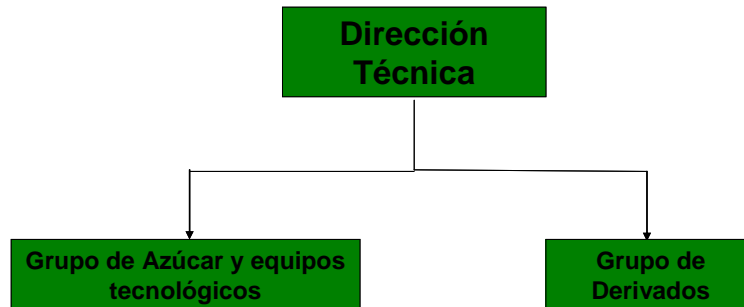 Dirección
Técnica
Grupo de Azúcar y equipos
tecnológicos
Grupo de
Derivados